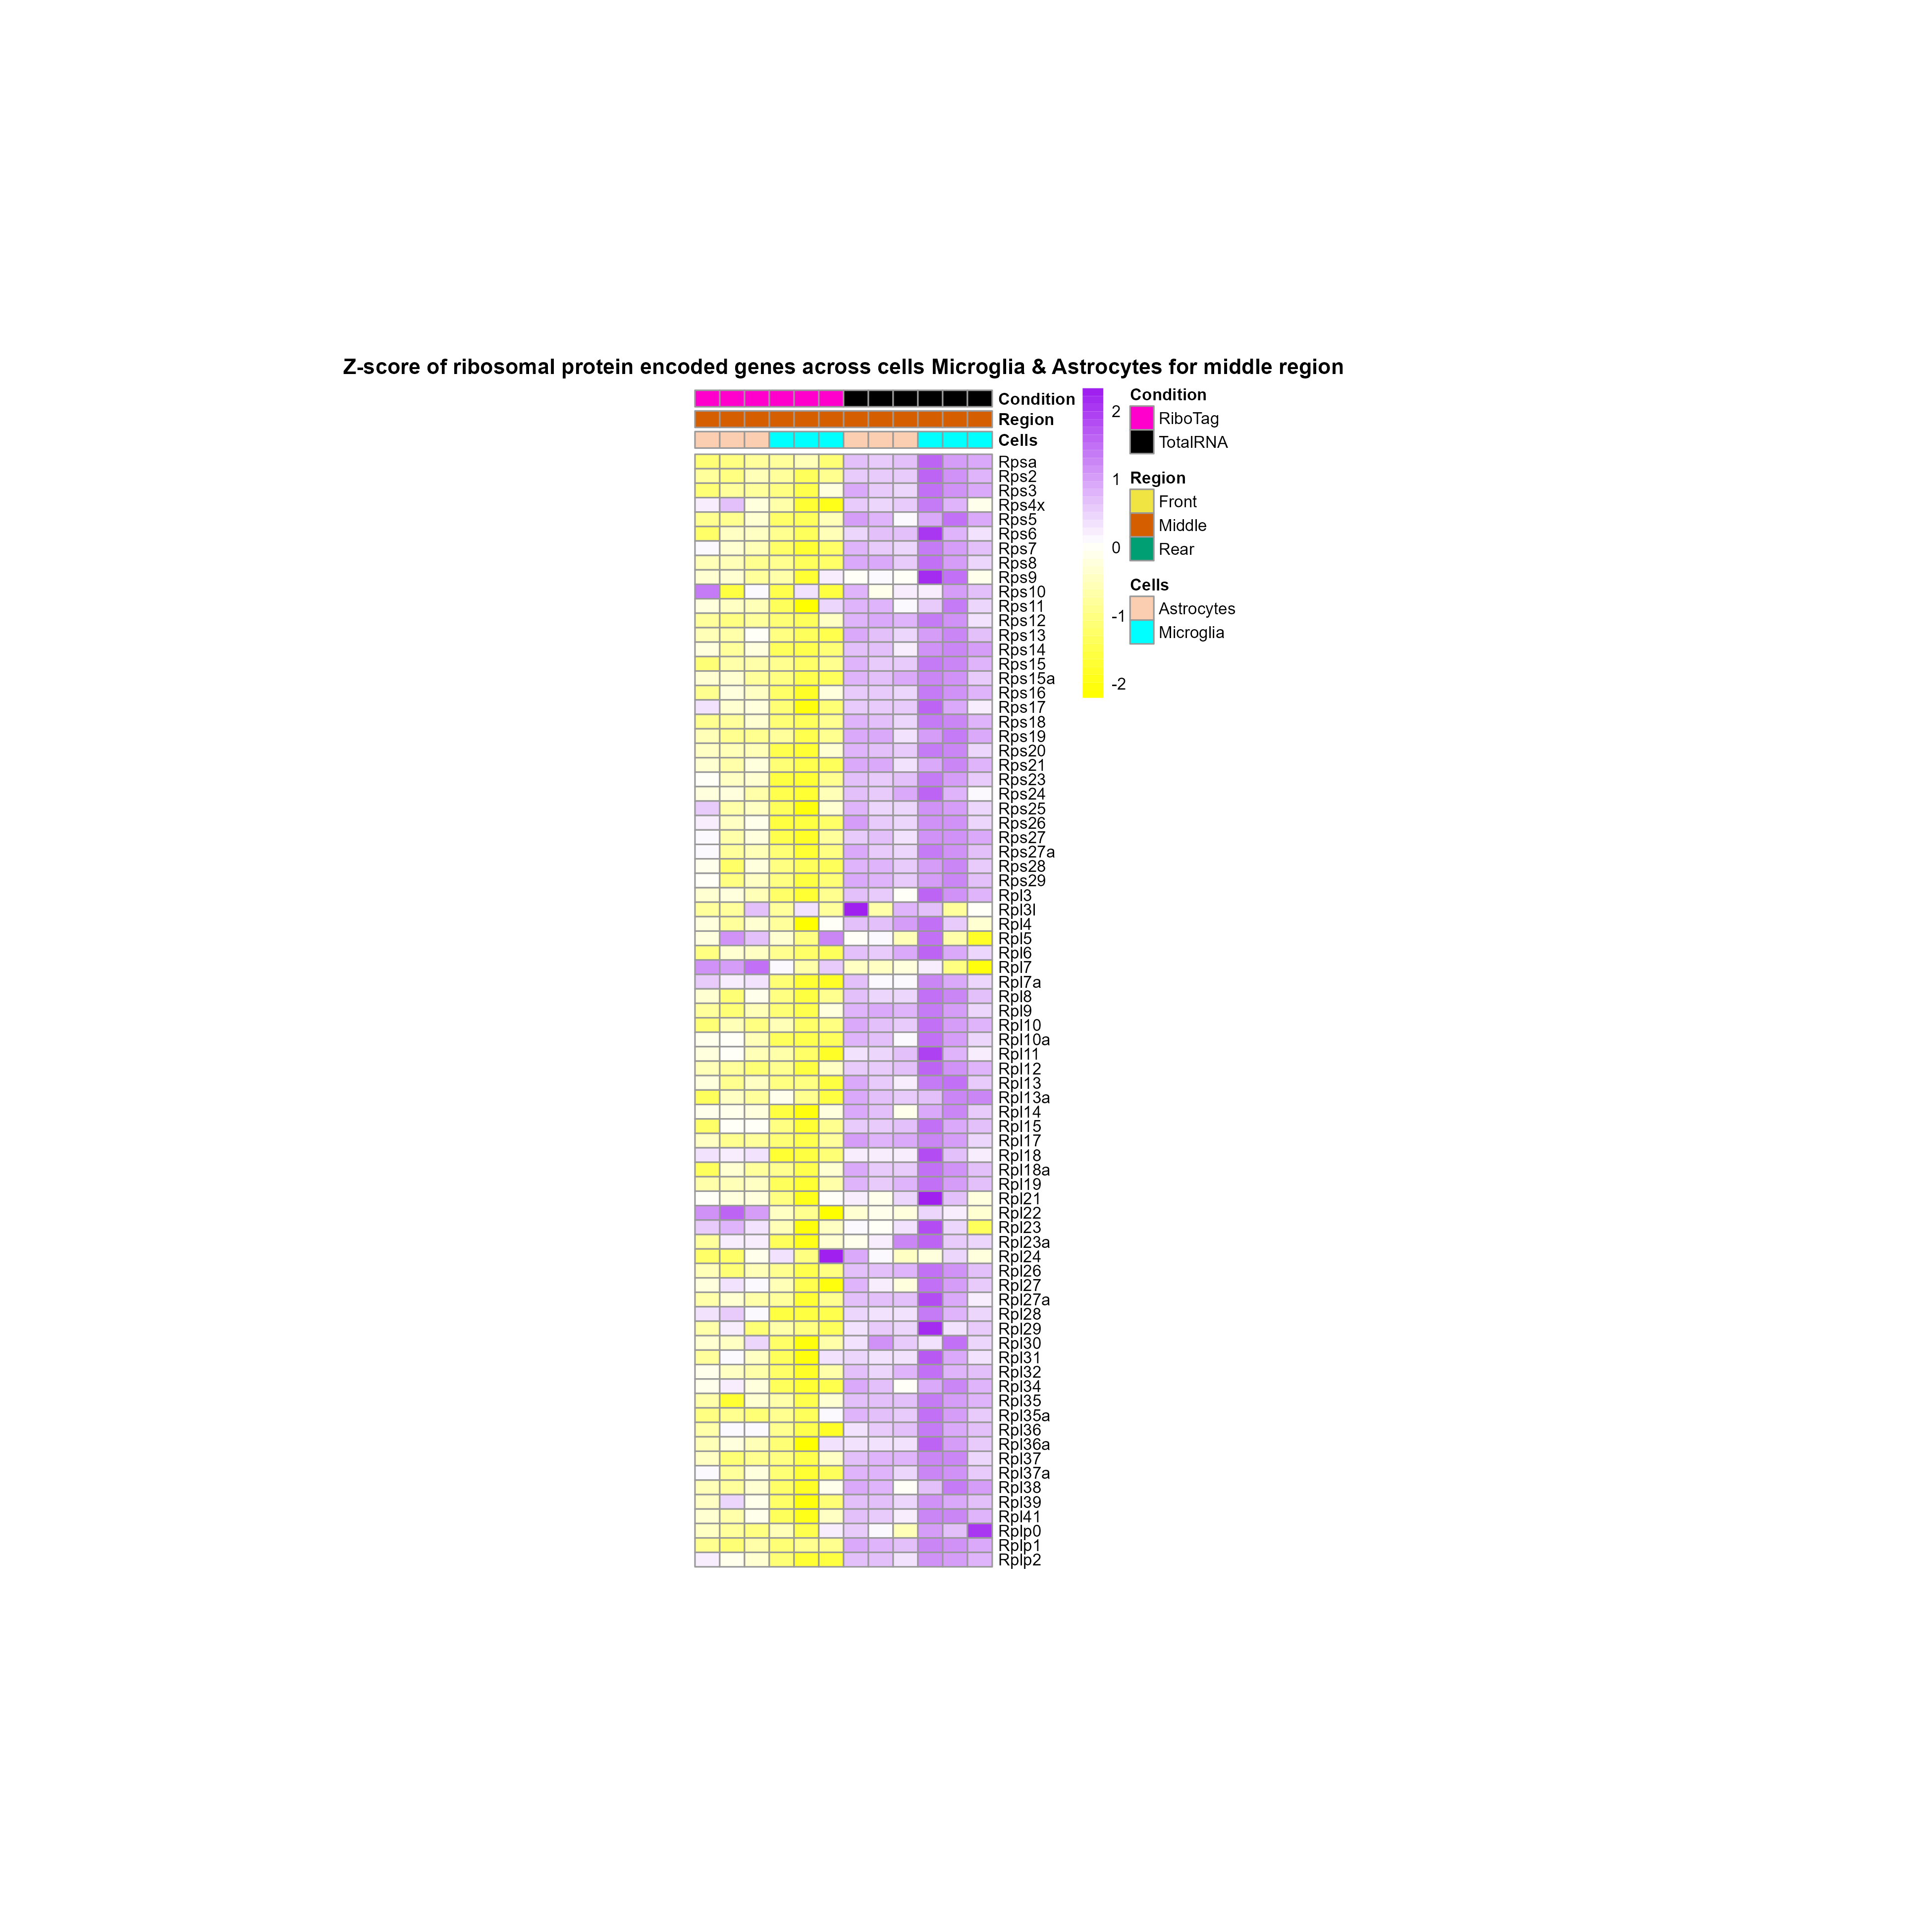 Z-score of ribosomal protein encoded genes across cells Microglia & Astrocytes for middle region
Condition
Region
Cells
Rpsa
Rps2
Rps3
Rps4x
Rps5
Rps6
Rps7
Rps8
Rps9
Rps10
Rps11
Rps12
Rps13
Rps14
Rps15
Rps15a
Rps16
Rps17
Rps18
Rps19
Rps20
Rps21
Rps23
Rps24
Rps25
Rps26
Rps27
Rps27a
Rps28
Rps29
Rpl3
Rpl3l
Rpl4
Rpl5
Rpl6
Rpl7
Rpl7a
Rpl8
Rpl9
Rpl10
Rpl10a
Rpl11
Rpl12
Rpl13
Rpl13a
Rpl14
Rpl15
Rpl17
Rpl18
Rpl18a
Rpl19
Rpl21
Rpl22
Rpl23
Rpl23a
Rpl24
Rpl26
Rpl27
Rpl27a
Rpl28
Rpl29
Rpl30
Rpl31
Rpl32
Rpl34
Rpl35
Rpl35a
Rpl36
Rpl36a
Rpl37
Rpl37a
Rpl38
Rpl39
Rpl41
Rplp0
Rplp1
Rplp2
2
1
0
-1
-2
Condition
RiboTag
TotalRNA
Region
Front
Middle
Rear
Cells
Astrocytes
Microglia